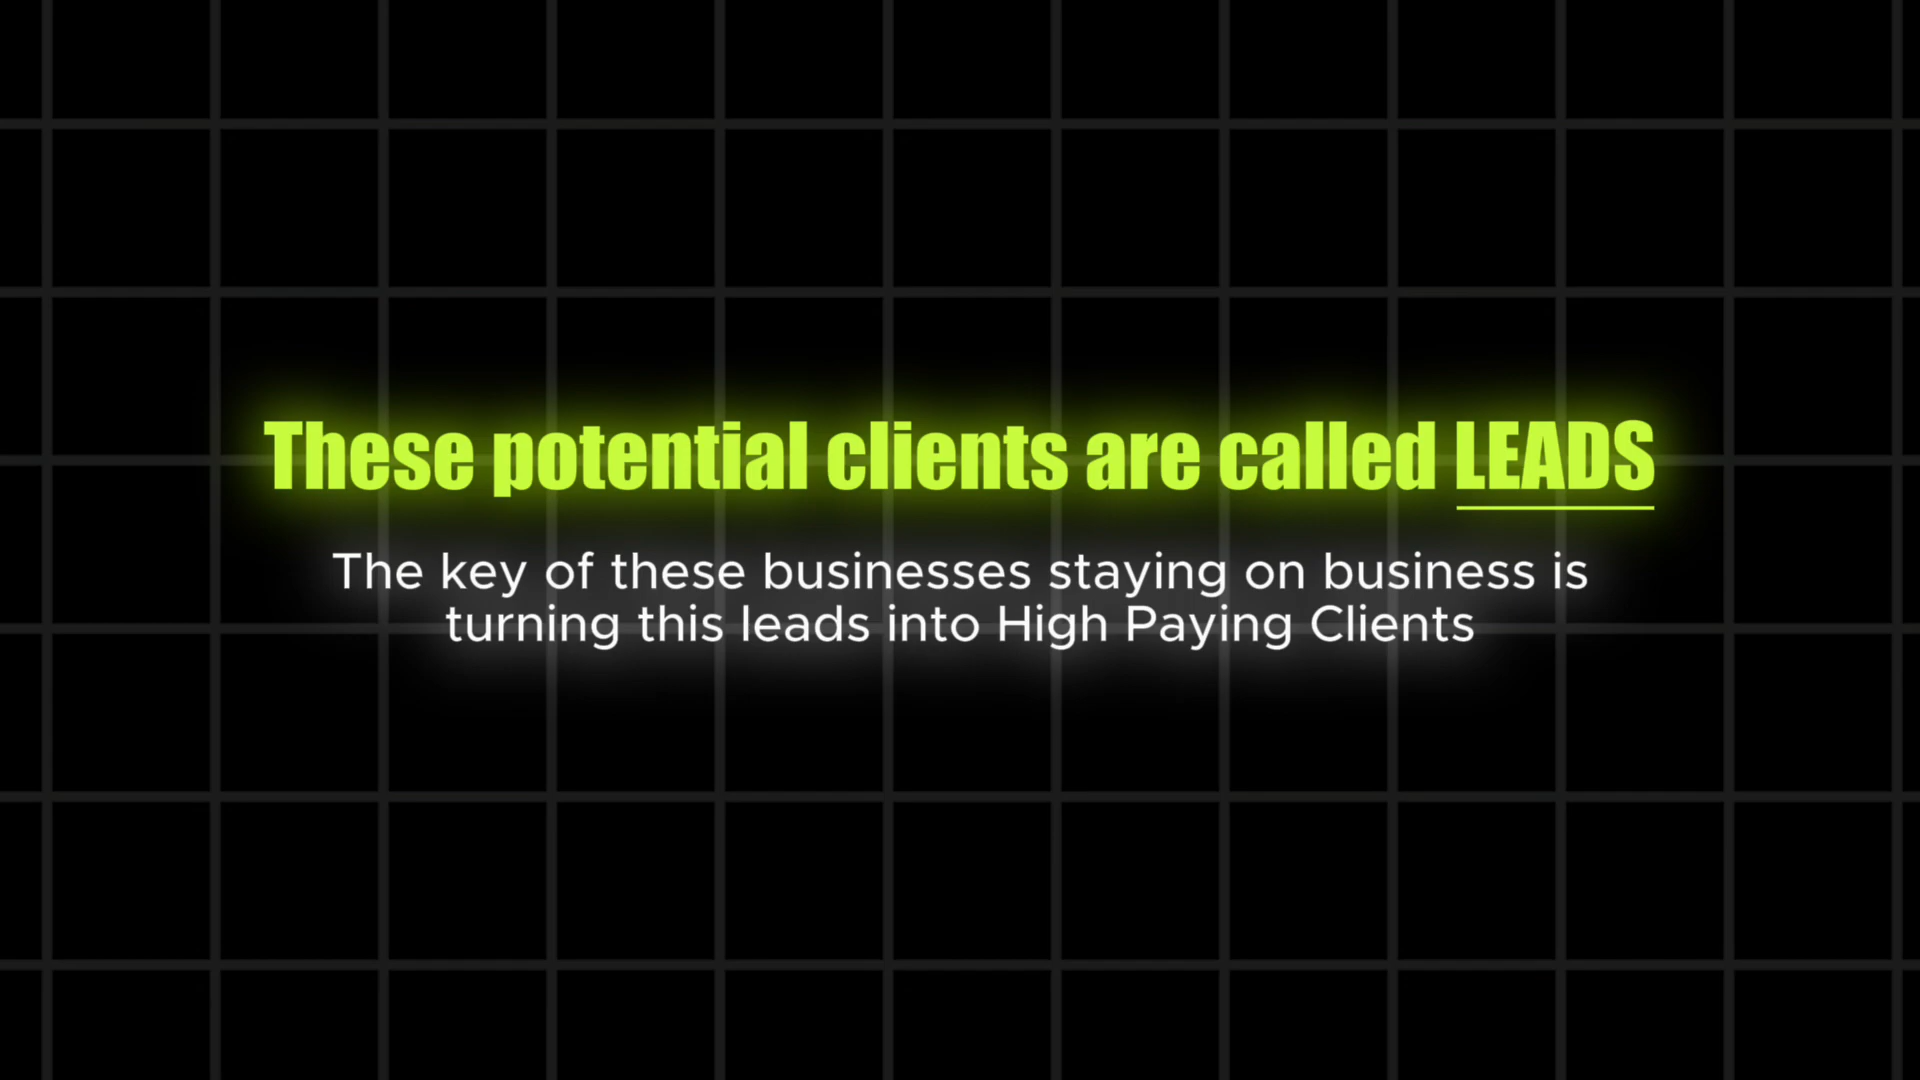 These potential clients are called LEADS
The key of these businesses staying on business is
turning this leads into High Paying Clients